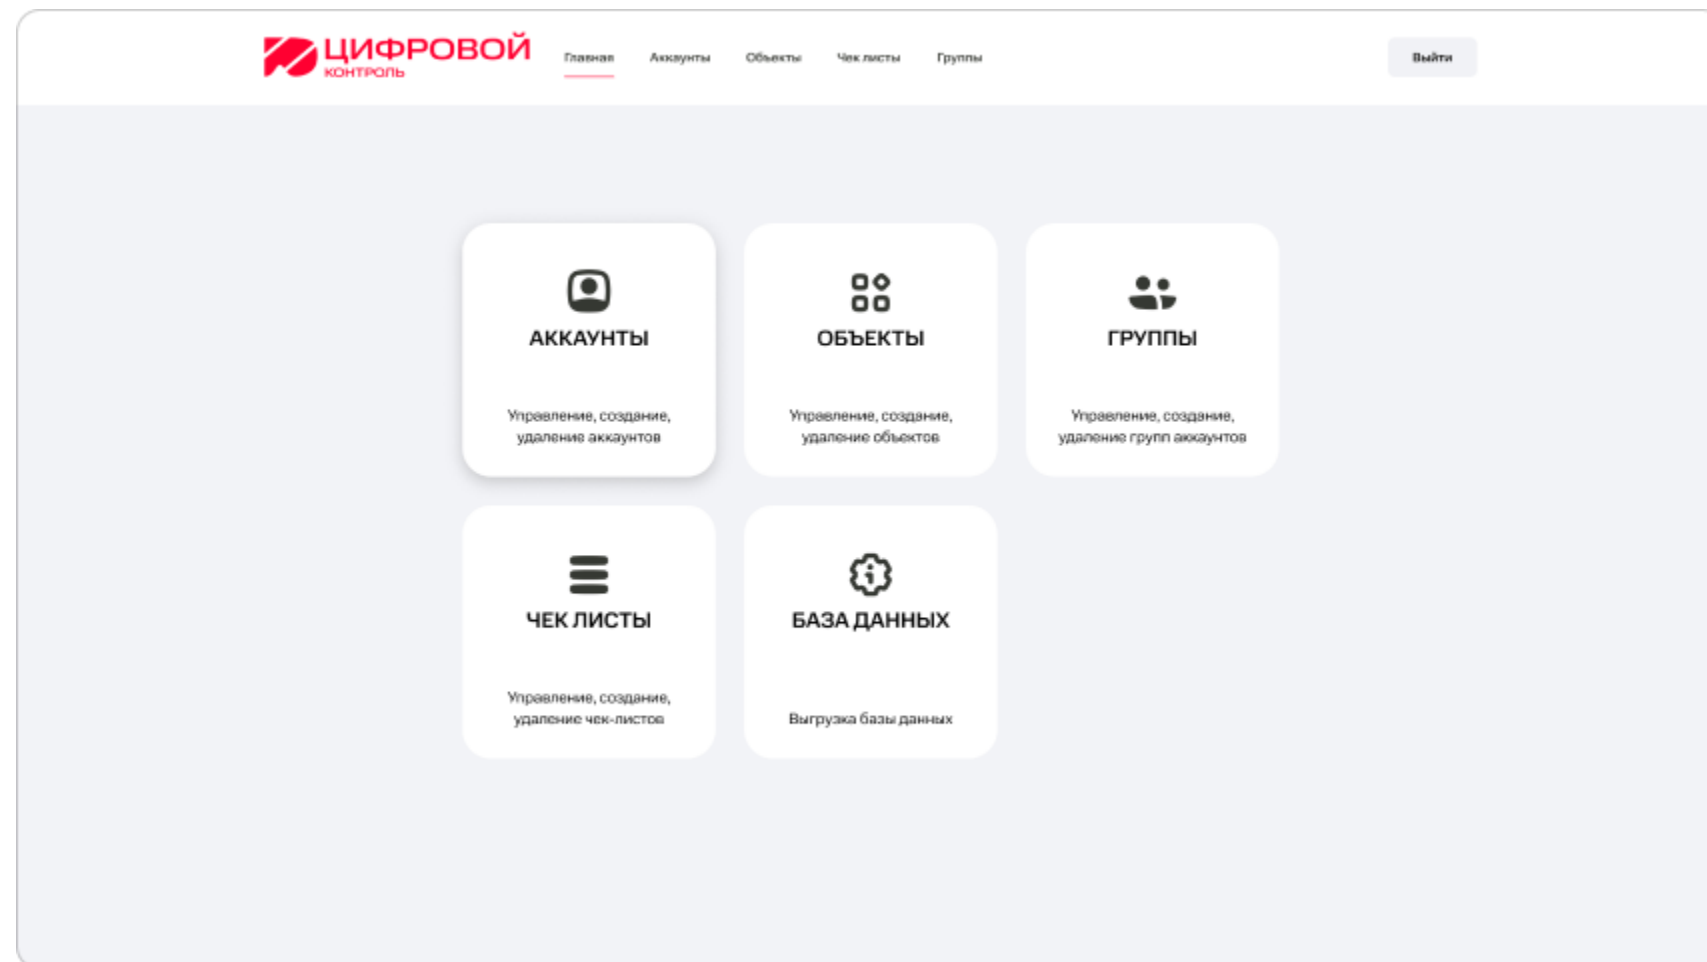 ЦИФРОВОЙ
КОНТРОЛЬ
Главная Аккаунты Объекты Чек листы Группы
Выйти
АККАУНТЫ
Управление, создание,
удаление аккаунтов
ОБЪЕКТЫ
Управление, создание,
удаление объектов
ГРУППЫ
Управление, создание,
удаление групп аккаунтов
ЧЕК ЛИСТЫ
Управление, создание,
удаление чек-листов
БАЗА ДАННЫХ
Выгрузка базы данных